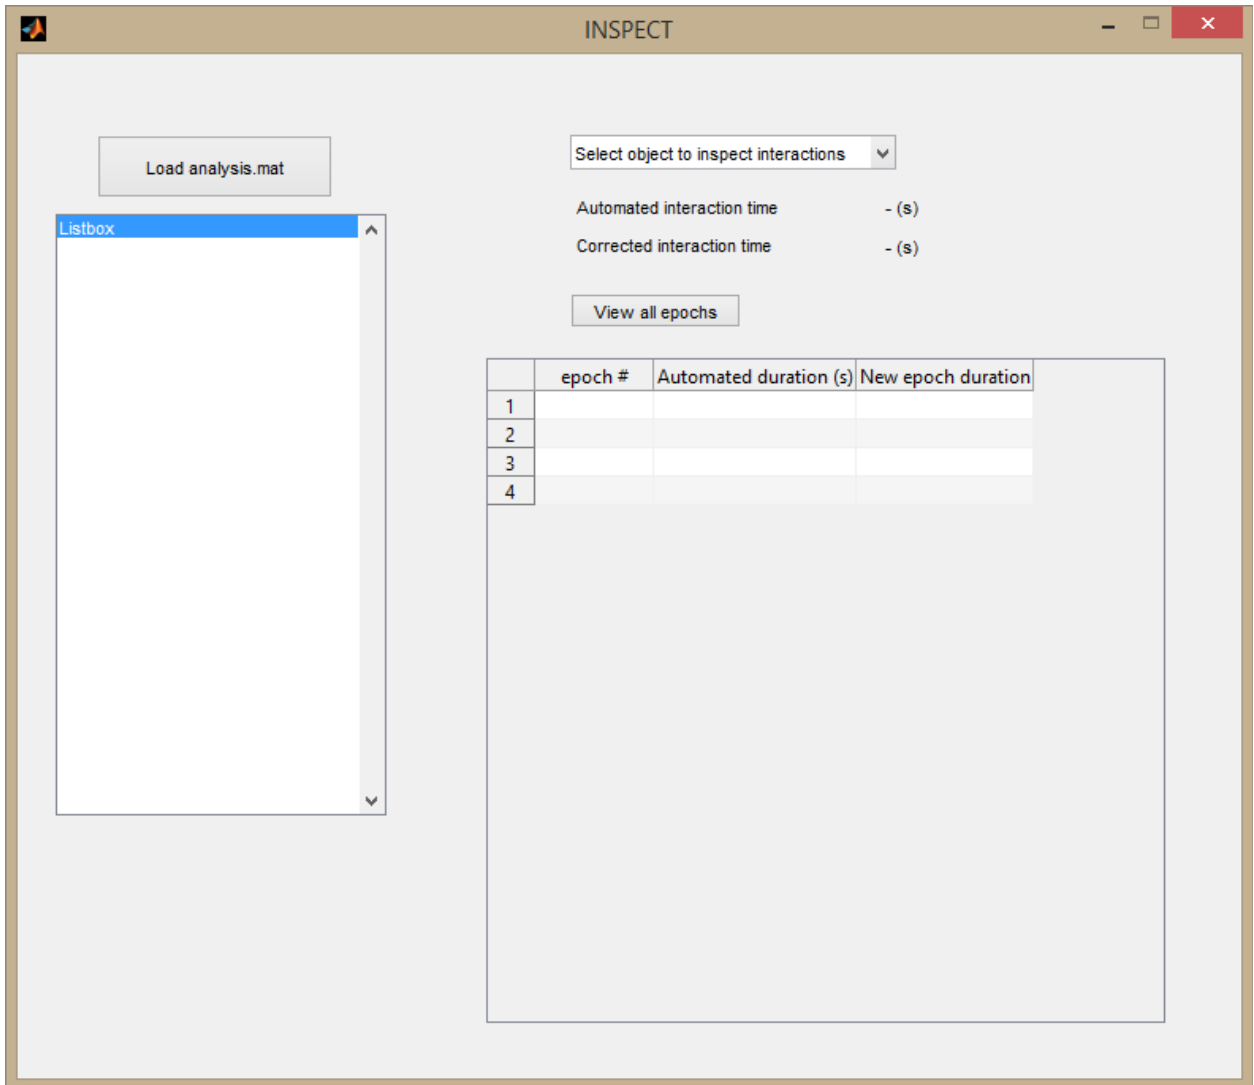 INSPECT
Load analysis.mat
Listbox
Select object to inspect interactions
Automated interaction time - (s)
Corrected interaction time - (s)
View all epochs
epoch # Automated duration (s) New epoch duration
1
2
3
4